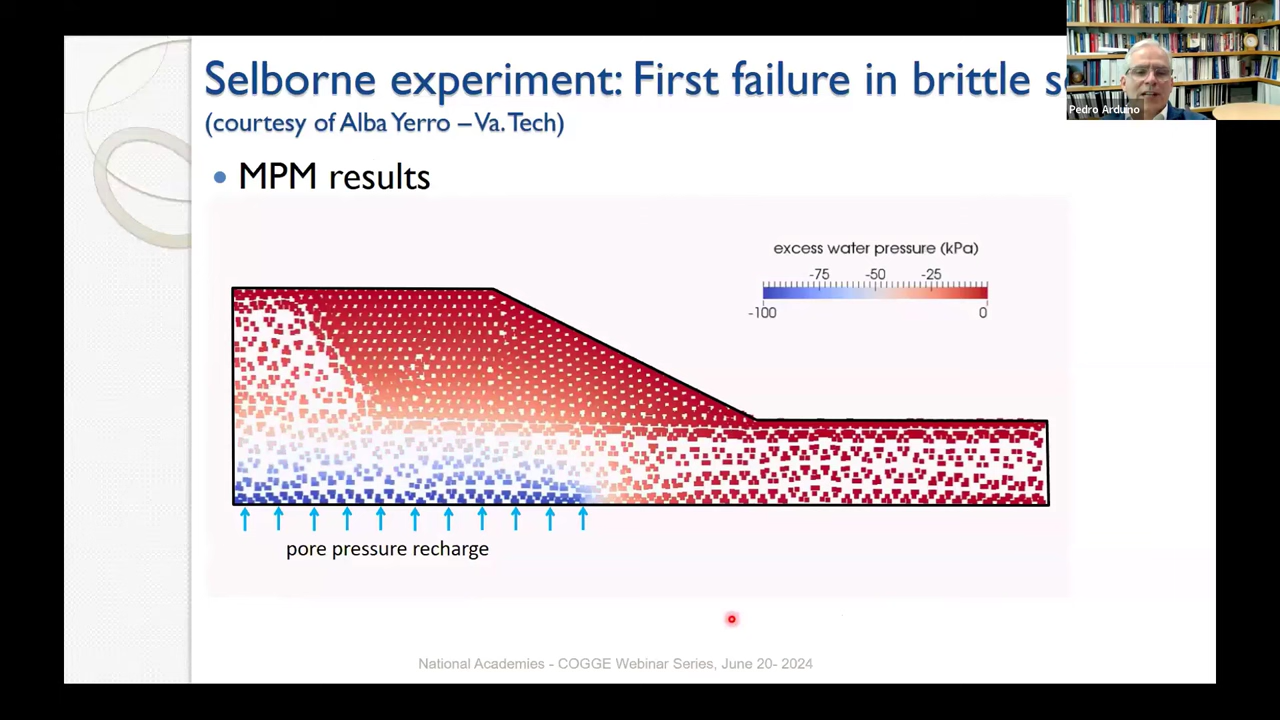 Selborne experiment: First failure in brittle
(courtesy of Alba Yerro – Va. Tech)
Pedro Arduino
• MPM results
excess water pressure (kPa)
-75 -50 -25
-100 0
pore pressure recharge
National Academies - COGGE Webinar Series, June 20- 2024